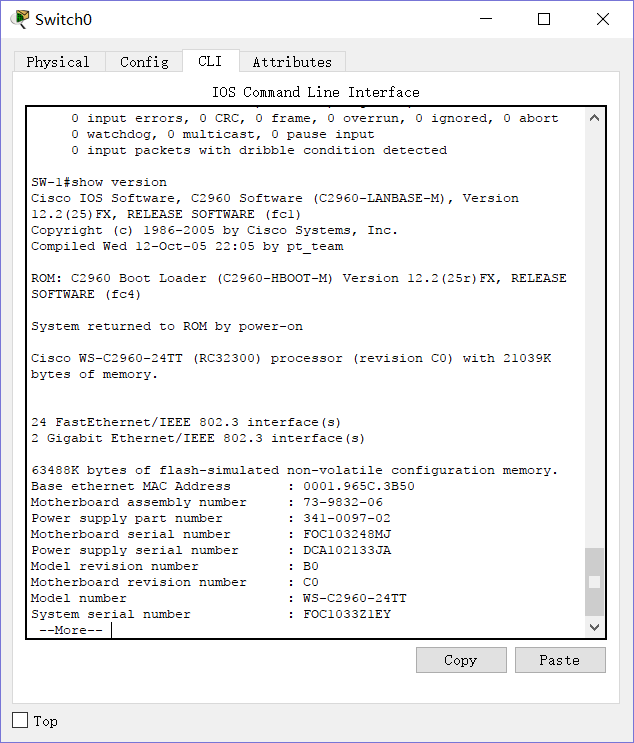 Switch0
Physical Config CLI Attributes
IOS Command Line Interface
0 input errors, 0 CRC, 0 frame, 0 overrun, 0 ignored, 0 abort
0 watchdog, 0 multicast, 0 pause input
0 input packets with dribble condition detected
SW-1#show version
Cisco IOS Software, C2960 Software (C2960-LANBASE-M), Version
12.2(25)FX, RELEASE SOFTWARE (fc1)
Copyright (c) 1986-2005 by Cisco Systems, Inc.
Compiled Wed 12-Oct-05 22:05 by pt_team
ROM: C2960 Boot Loader (C2960-HBOOT-M) Version 12.2(25r)FX, RELEASE
SOFTWARE (fc4)
System returned to ROM by power-on
Cisco WS-C2960-24TT (RC32300) processor (revision C0) with 21039K
bytes of memory.
24 FastEthernet/IEEE 802.3 interface(s)
2 Gigabit Ethernet/IEEE 802.3 interface(s)
63488K bytes of flash-simulated non-volatile configuration memory.
Base ethernet MAC Address : 0001.965C.3B50
Motherboard assembly number : 73-9832-06
Power supply part number : 341-0097-02
Motherboard serial number : FOC103248MJ
Power supply serial number : DCA102133JA
Model revision number : B0
Motherboard revision number : C0
Model number : WS-C2960-24TT
System serial number : FOC1033Z1EY
--More--
Copy Paste
Top